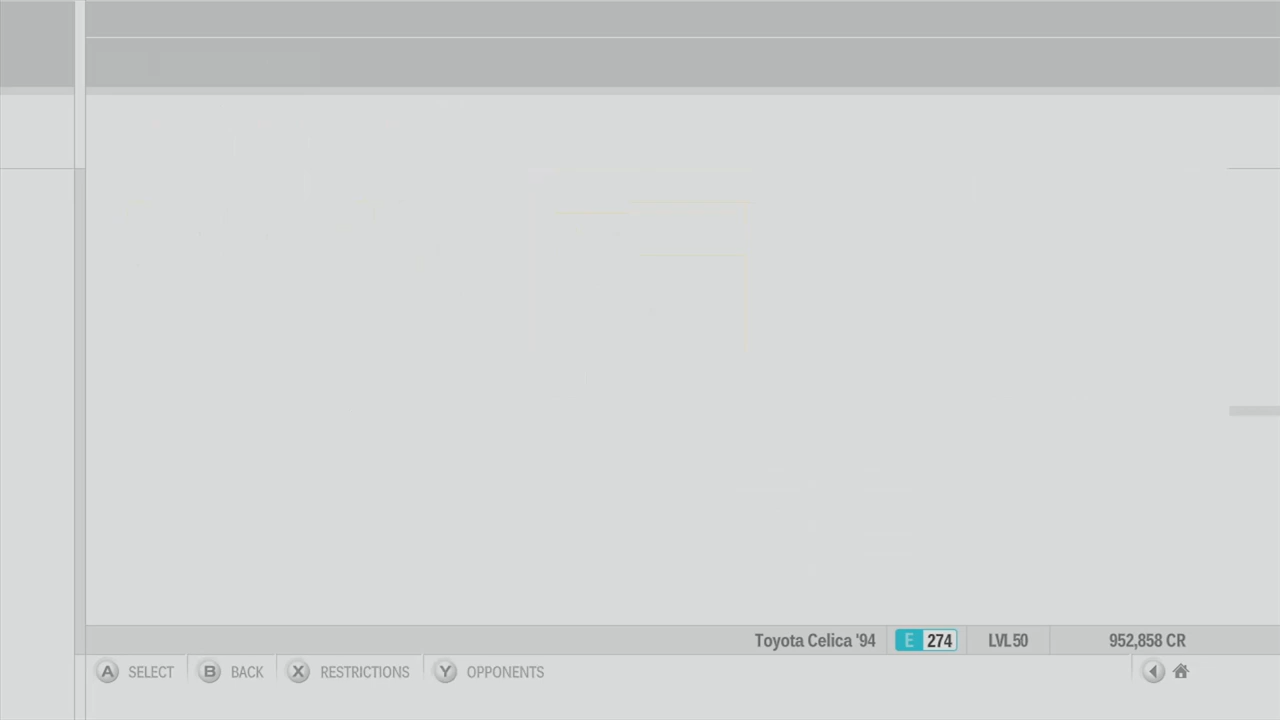 Toyota Celica '94 E 274 LVL50 952,858 CR
A SELECT B BACK X RESTRICTIONS Y OPPONENTS